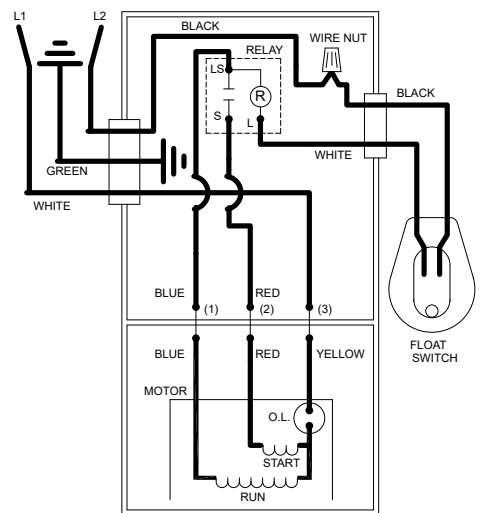 L1
L2
BLACK
WIRE NUT
RELAY
LS
R
BLACK
S
L
WHITE
GREEN
WHITE
BLUE
RED
(1)
(2)
(3)
FLOAT
SWITCH
BLUE
RED
YELLOW
MOTOR
O.L.
START
RUN